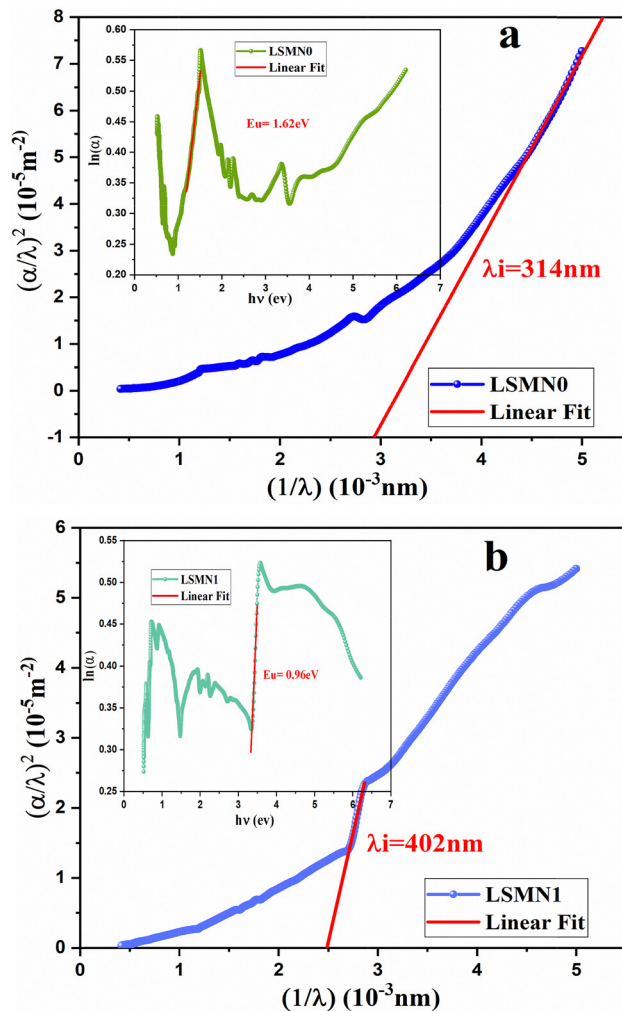 a
LSMN0
Linear Fit
Eu= 1.62eV
ln(α)
0.55
0.50
0.45
0.40
0.35
0.30
0.25
0.20
0 1 2 3 4 5 6 7
hν (ev)
(α/λ)² (10⁻⁵m⁻²)
8
7
6
5
4
3
2
1
0
-1
λi=314nm
LSMN0
Linear Fit
0 1 2 3 4 5
(1/λ) (10⁻³nm)
b
LSMN1
Linear Fit
Eu= 0.96eV
ln(α)
0.55
0.50
0.45
0.40
0.35
0.30
0.25
0 1 2 3 4 5 6 7
hν (ev)
(α/λ)² (10⁻⁵m⁻²)
6
5
4
3
2
1
0
λi=402nm
LSMN1
Linear Fit
0 1 2 3 4 5
(1/λ) (10⁻³nm)